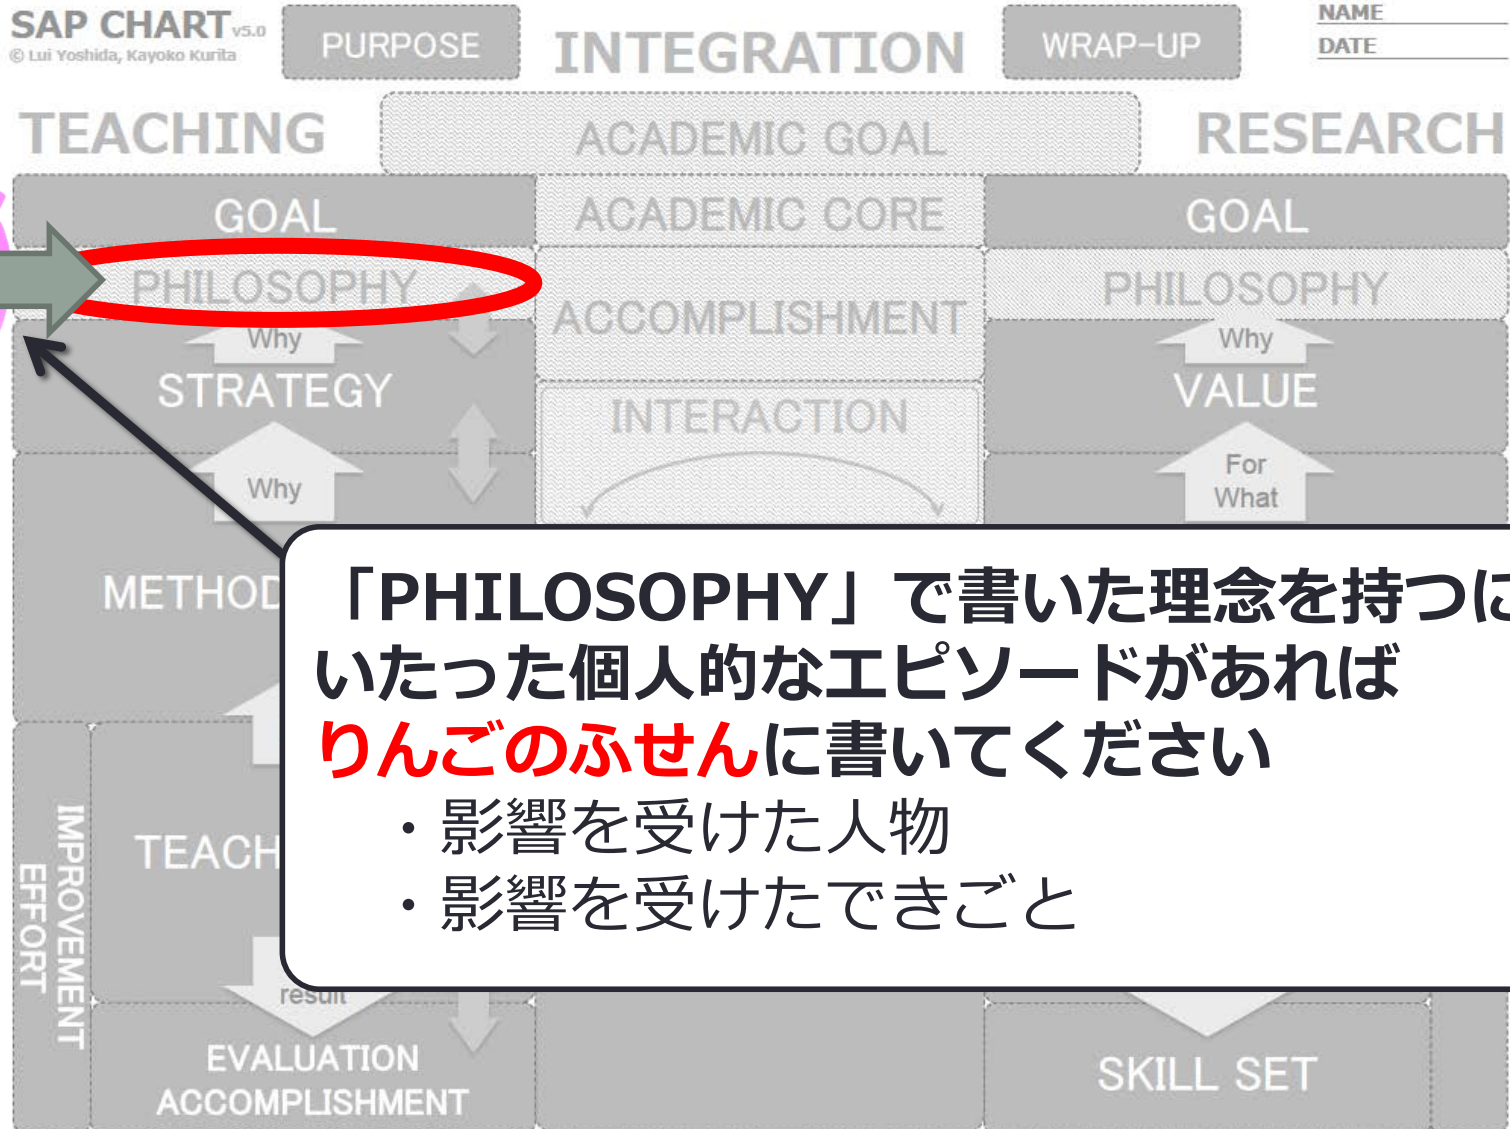 SAP CHART v5.0
© Lui Yoshida, Kayoko Kurita
PURPOSE
INTEGRATION
WRAP-UP
NAME
DATE
TEACHING
ACADEMIC GOAL
RESEARCH
GOAL
ACADEMIC CORE
GOAL
PHILOSOPHY
ACCOMPLISHMENT
PHILOSOPHY
Why
STRATEGY
Why
VALUE
INTERACTION
Why
For
What
METHOD
「PHILOSOPHY」で書いた理念を持つに
いたった個人的なエピソードがあれば
りんごのふせんに書いてください
・影響を受けた人物
・影響を受けたできごと
TEACH
IMPROVEMENT
EFFORT
result
EVALUATION
ACCOMPLISHMENT
SKILL SET